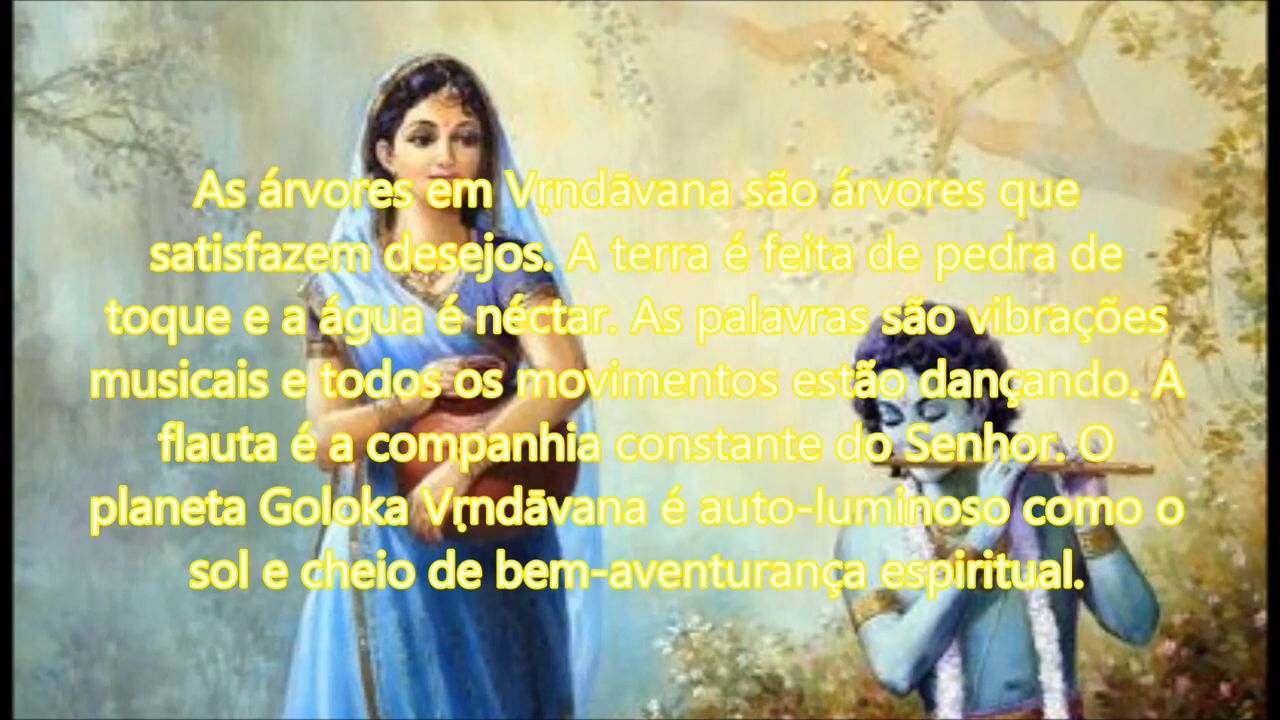 As árvores em Vṛndāvana são árvores que
satisfazem desejos. A terra é feita de pedra de
toque e a água é néctar. As palavras são vibrações
musicais e todos os movimentos estão dançando. A
flauta é a companhia constante do Senhor. O
planeta Goloka Vṛndāvana é auto-luminoso como o
sol e cheio de bem-aventurança espiritual.